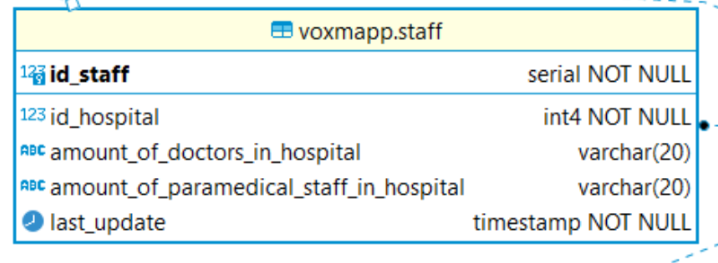 voxmapp.staff
123 id_staff serial NOT NULL
123 id_hospital int4 NOT NULL
ABC amount_of_doctors_in_hospital varchar(20)
ABC amount_of_paramedical_staff_in_hospital varchar(20)
last_update timestamp NOT NULL